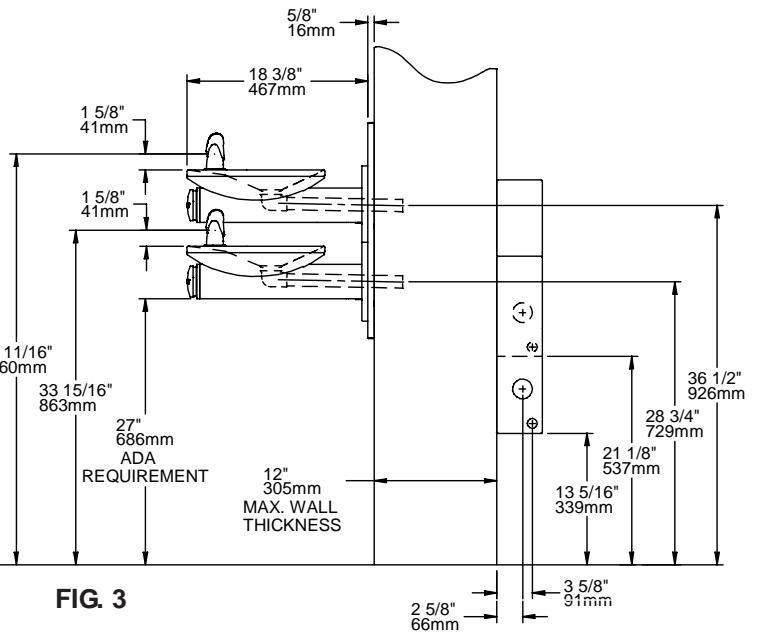 5/8"
16mm
18 3/8"
467mm
1 5/8"
41mm
1 5/8"
41mm
11/16"
60mm
33 15/16"
863mm
27"
686mm
ADA
REQUIREMENT
12"
305mm
MAX. WALL
THICKNESS
36 1/2"
926mm
28 3/4"
729mm
21 1/8"
537mm
13 5/16"
339mm
3 5/8"
91mm
2 5/8"
66mm
FIG. 3